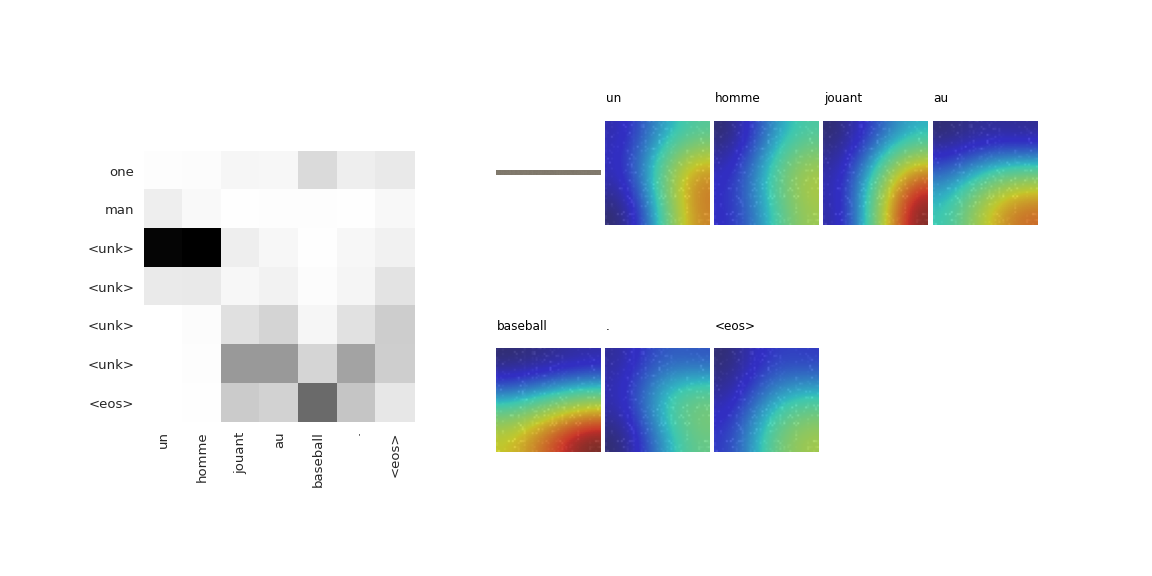 one
man
<unk>
<unk>
<unk>
<unk>
<eos>
un
homme
jouant
au
baseball
.
<eos>
un homme jouant au
baseball . <eos>